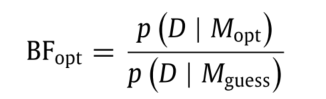 BF_opt = p (D | M_opt) / p (D | M_guess)